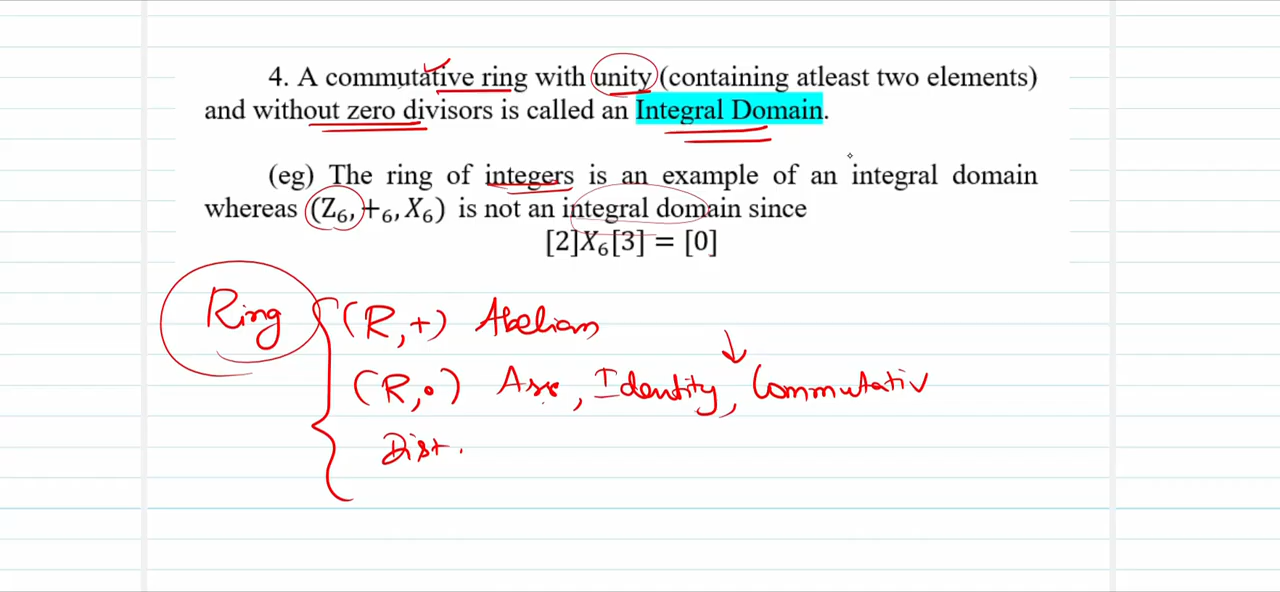 4. A commutative ring with unity (containing atleast two elements)
and without zero divisors is called an Integral Domain.
(eg) The ring of integers is an example of an integral domain
whereas (Z₆, +₆, X₆) is not an integral domain since
[2]X₆[3] = [0]
Ring { (R, +) Abelian
(R, •) Asso, Identity, Commutativ
Dist.